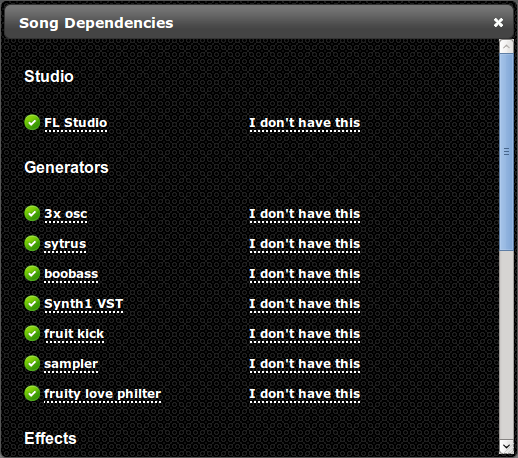 Song Dependencies
Studio
FL Studio I don't have this
Generators
3x osc I don't have this
sytrus I don't have this
boobass I don't have this
Synth1 VST I don't have this
fruit kick I don't have this
sampler I don't have this
fruity love philter I don't have this
Effects